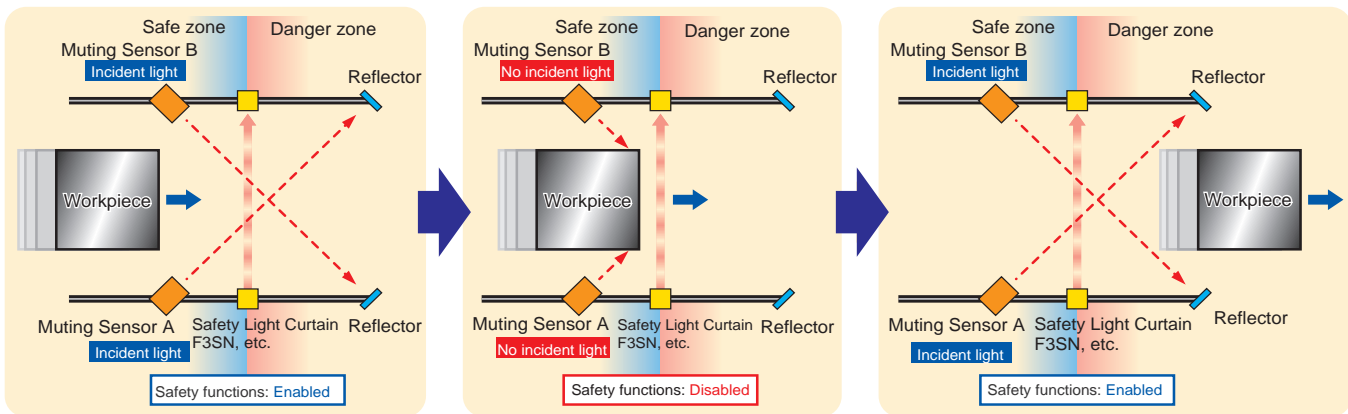 Safe zone
Danger zone
Muting Sensor B
Incident light
Reflector
Workpiece
Muting Sensor A
Incident light
Safety Light Curtain
F3SN, etc.
Reflector
Safety functions: Enabled
Safe zone
Danger zone
Muting Sensor B
No incident light
Reflector
Workpiece
Muting Sensor A
No incident light
Safety Light Curtain
F3SN, etc.
Reflector
Safety functions: Disabled
Safe zone
Danger zone
Muting Sensor B
Incident light
Reflector
Workpiece
Muting Sensor A
Incident light
Safety Light Curtain
F3SN, etc.
Reflector
Safety functions: Enabled